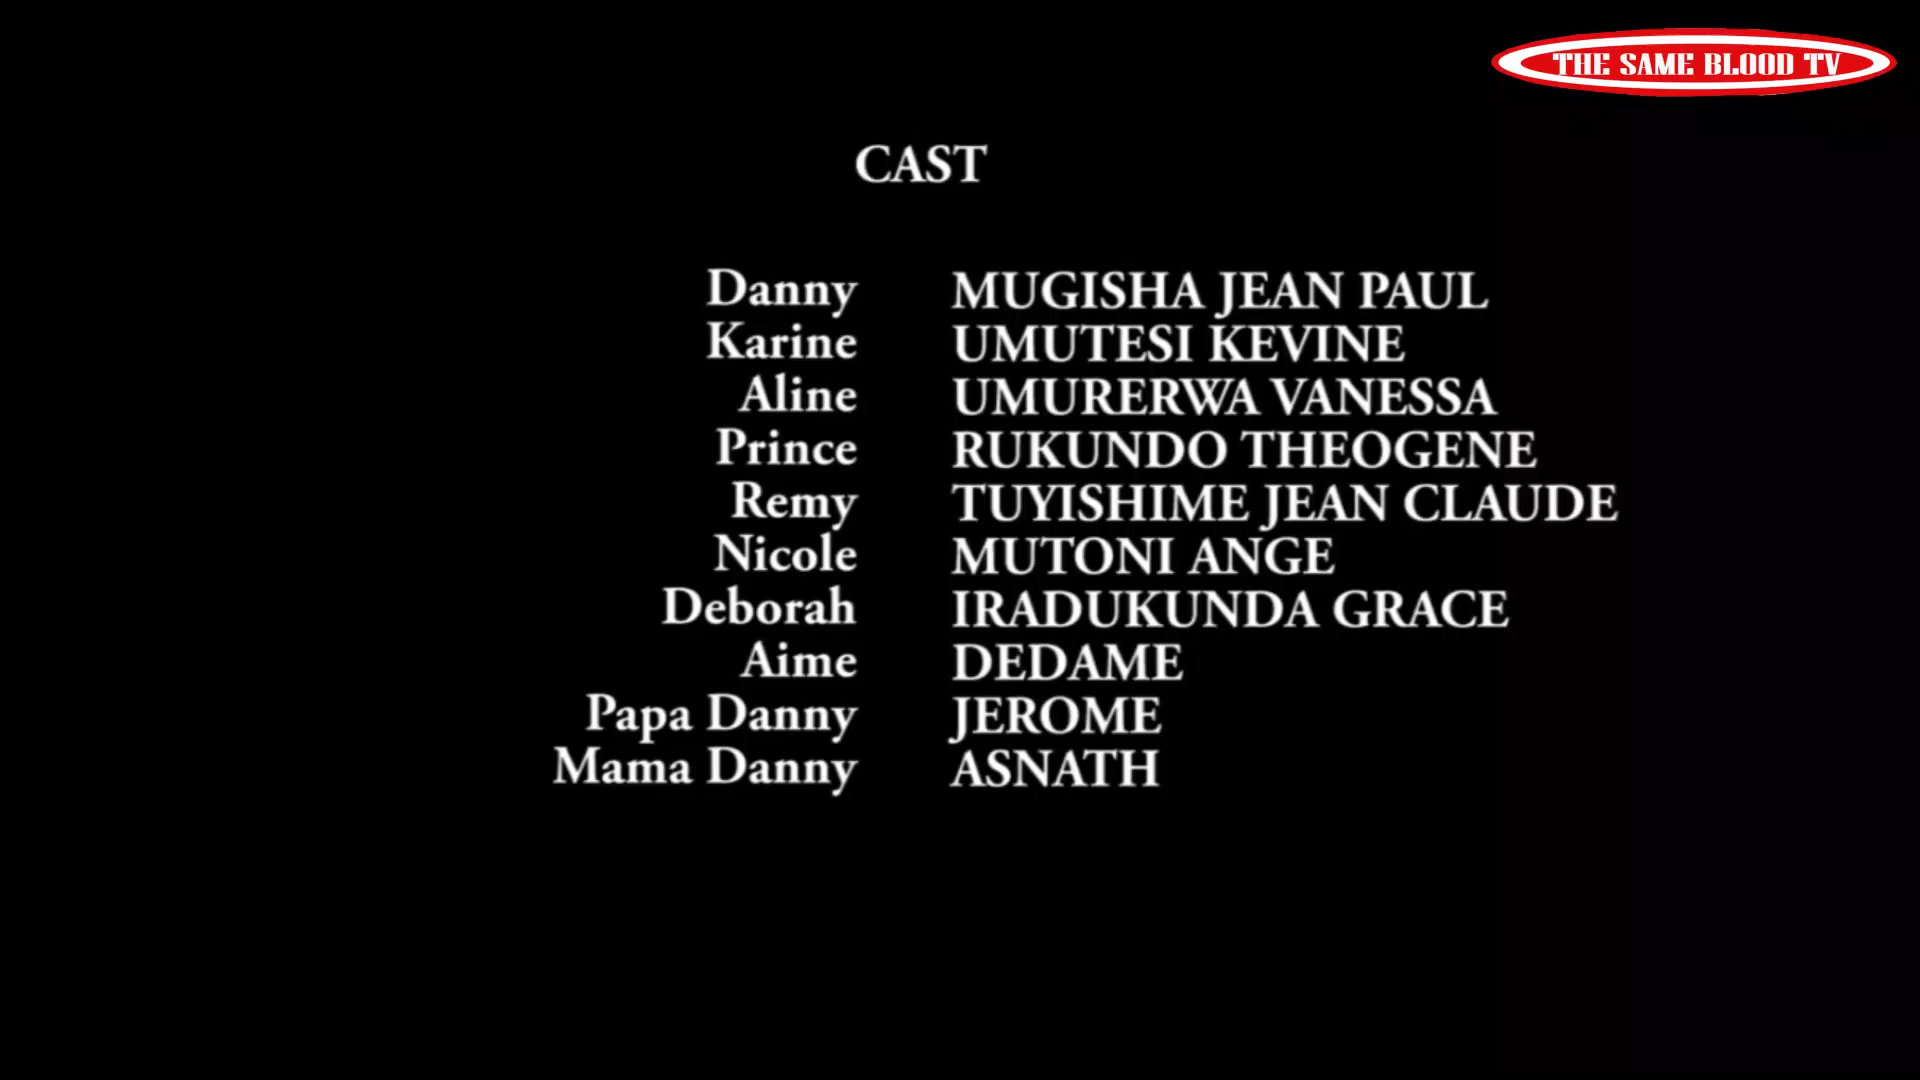 THE SAME BLOOD TV
CAST
Danny MUGISHA JEAN PAUL
Karine UMUTESI KEVINE
Aline UMURERWA VANESSA
Prince RUKUNDO THEOGENE
Remy TUYISHIME JEAN CLAUDE
Nicole MUTONI ANGE
Deborah IRADUKUNDA GRACE
Aime DEDAME
Papa Danny JEROME
Mama Danny ASNATH